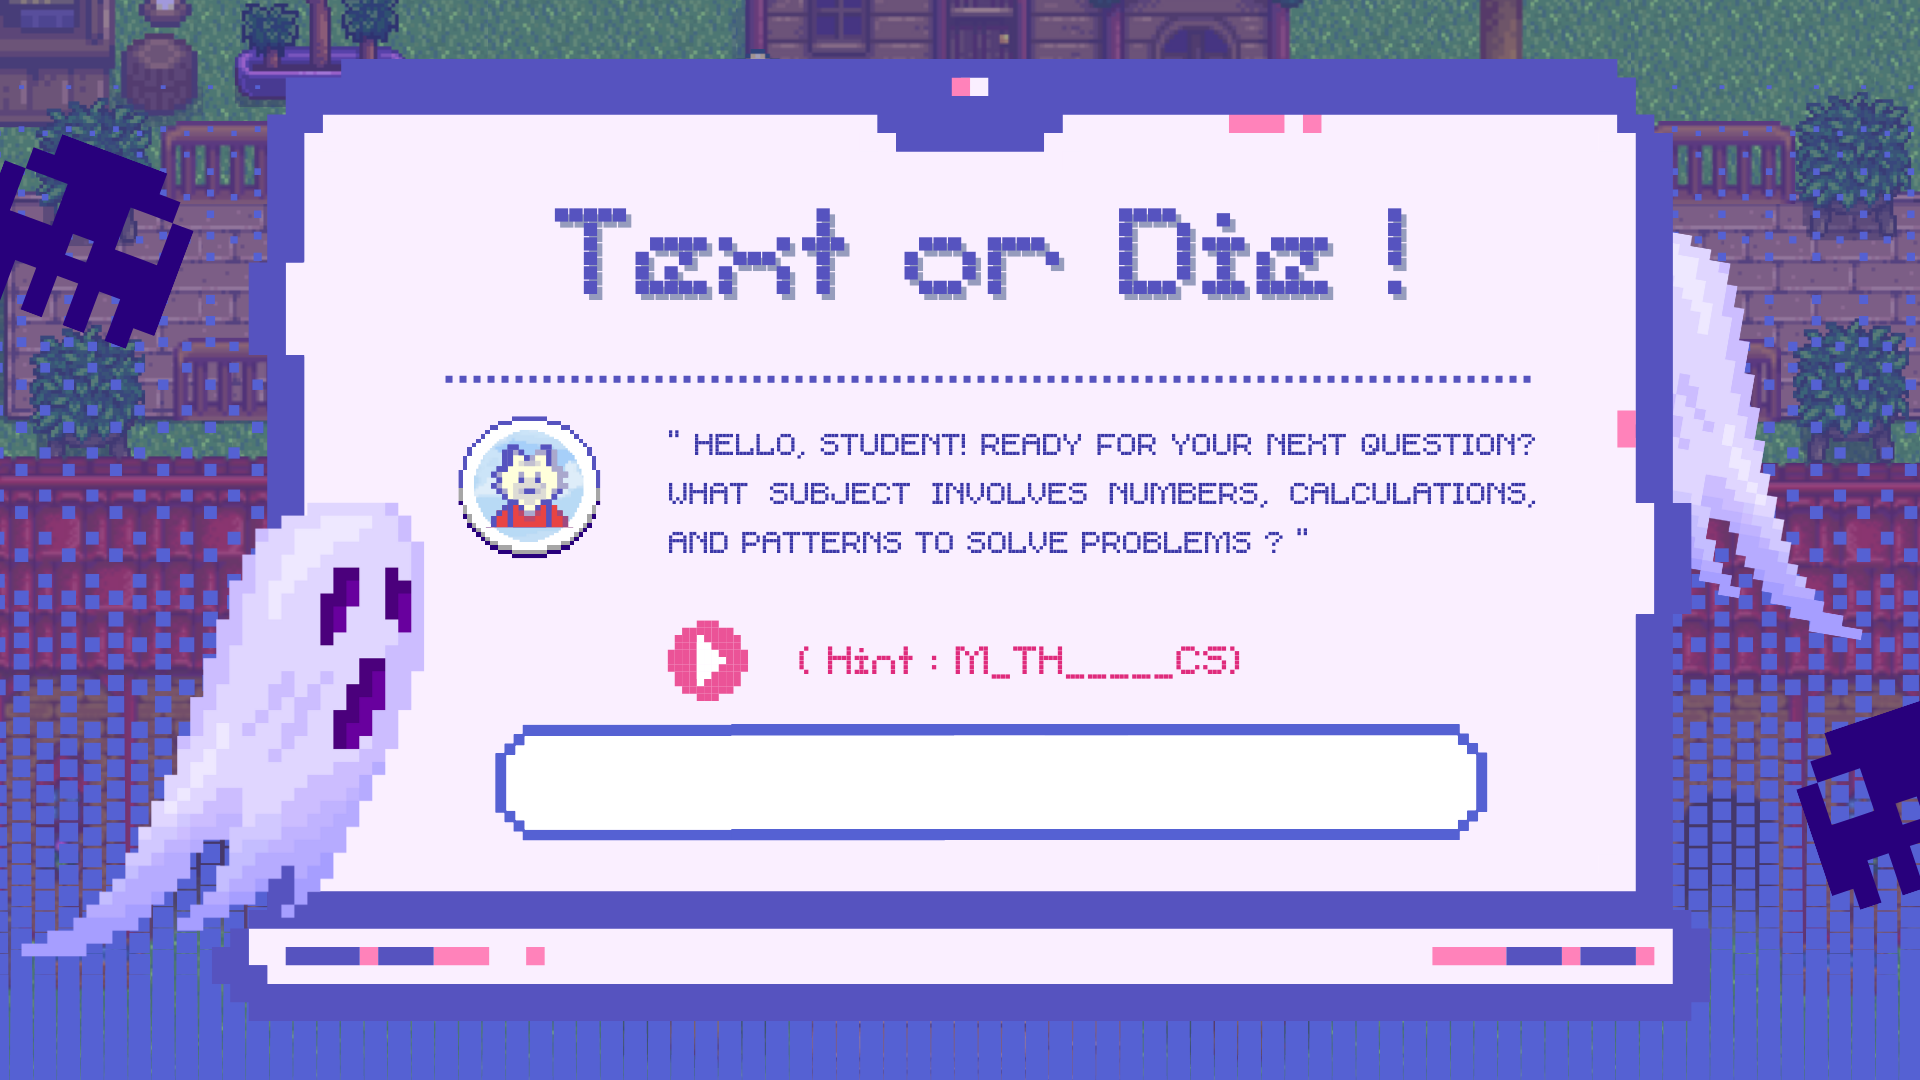 Text or Die !
" HELLO, STUDENT! READY FOR YOUR NEXT QUESTION?
WHAT SUBJECT INVOLVES NUMBERS, CALCULATIONS,
AND PATTERNS TO SOLVE PROBLEMS ? "
( Hint : M_TH_____CS)